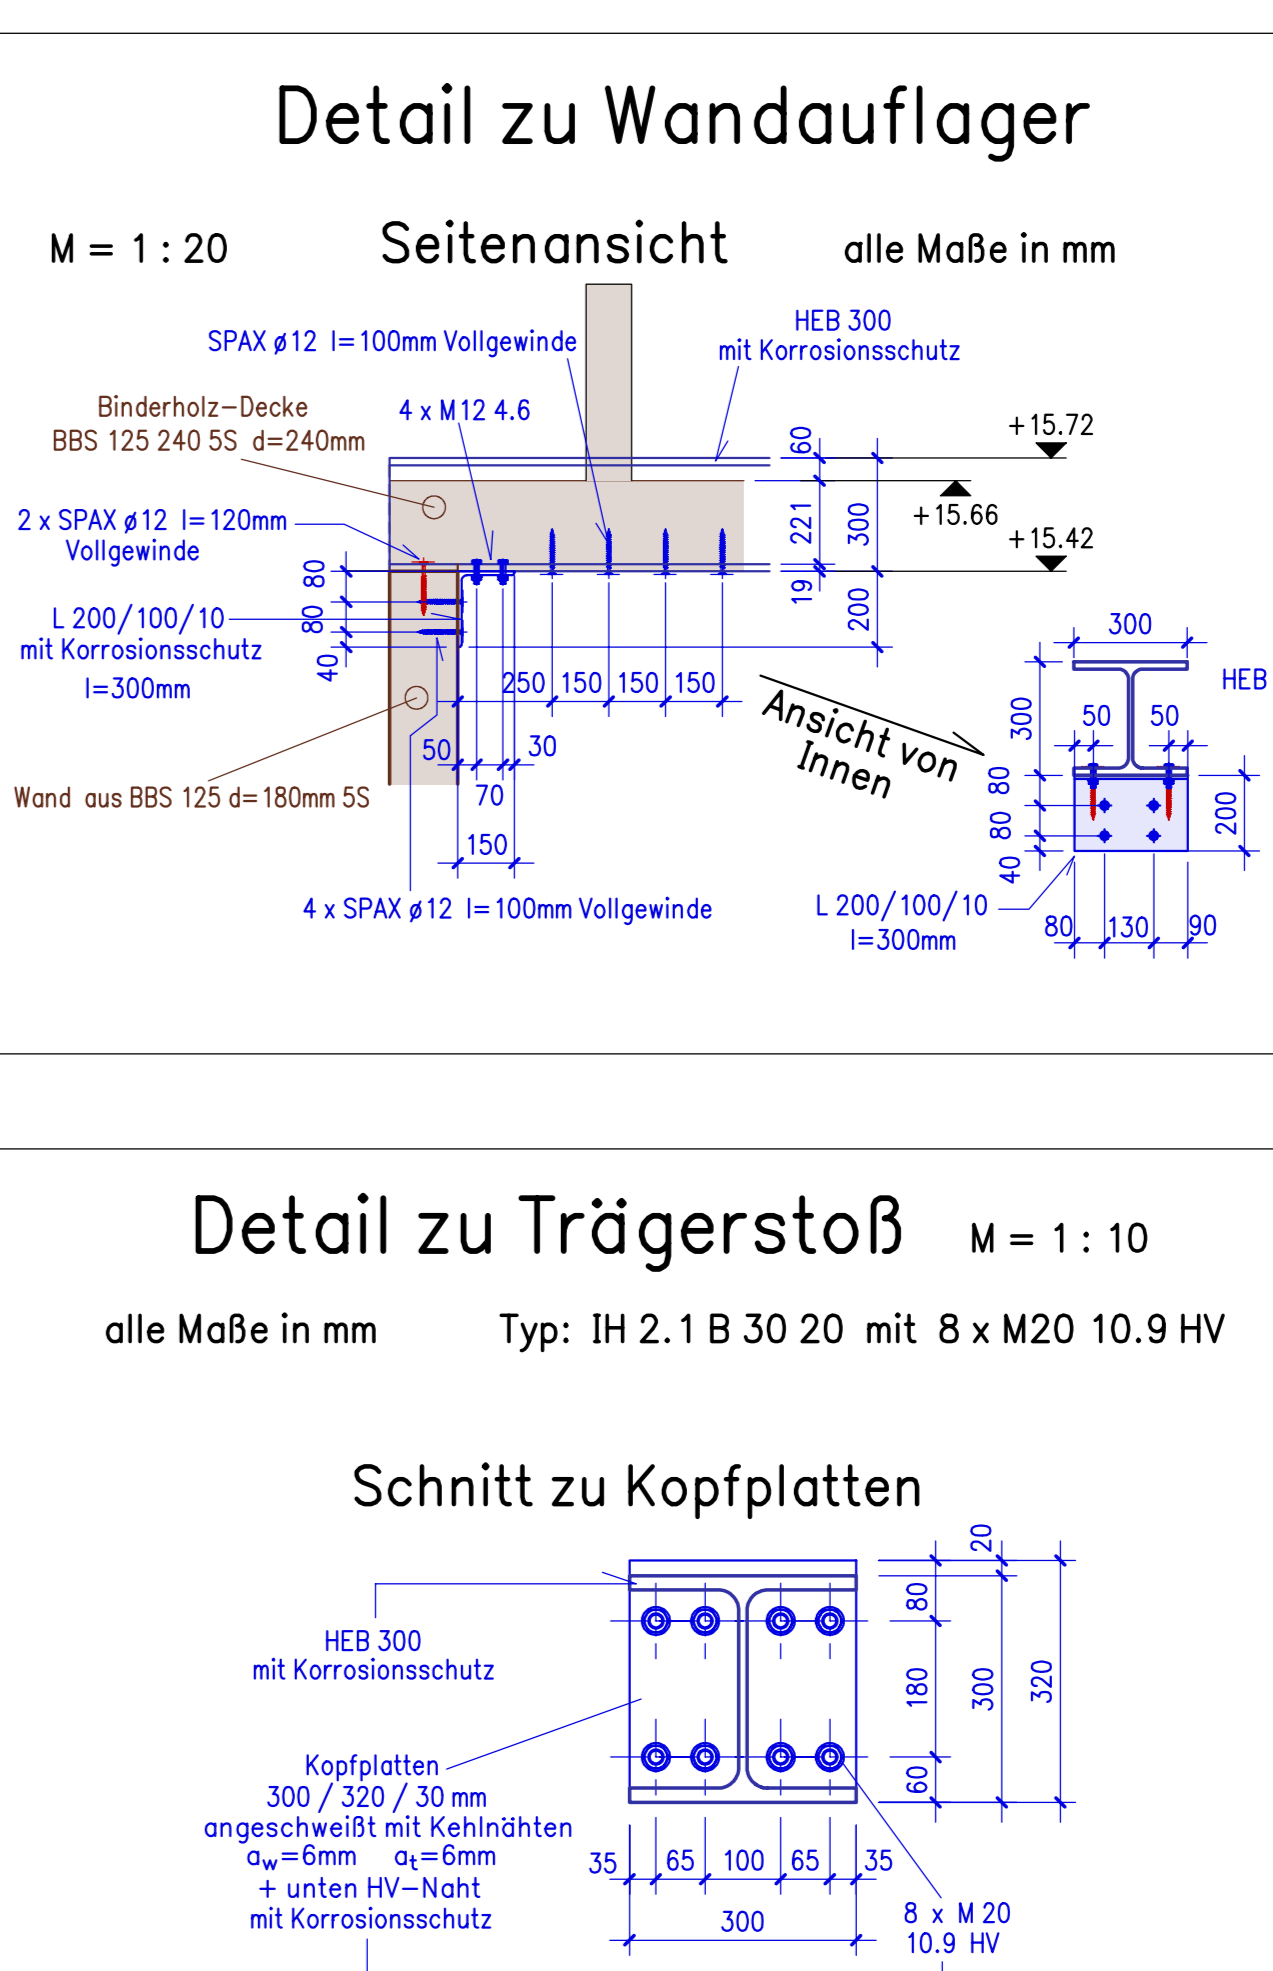 Detail zu Wandauflager
M = 1 : 20
Seitenansicht
alle Maße in mm
SPAX ø12 l=100mm Vollgewinde
HEB 300
mit Korrosionsschutz
Binderholz-Decke
BBS 125 240 5S d=240mm
4 x M12 4.6
+15.72
+15.66
+15.42
60
221
300
19
200
2 x SPAX ø12 l=120mm
Vollgewinde
80
80
40
L 200/100/10
mit Korrosionsschutz
l=300mm
250 150 150 150
50
30
70
150
Wand aus BBS 125 d=180mm 5S
4 x SPAX ø12 l=100mm Vollgewinde
Ansicht von
Innen
300
HEB
300
50
50
80
80
40
200
L 200/100/10
l=300mm
80 130 90
Detail zu Trägerstoß
M = 1 : 10
alle Maße in mm
Typ: IH 2.1 B 30 20 mit 8 x M20 10.9 HV
Schnitt zu Kopfplatten
20
80
180
300
320
60
HEB 300
mit Korrosionsschutz
Kopfplatten
300 / 320 / 30 mm
angeschweißt mit Kehlnähten
aw=6mm at=6mm
+ unten HV-Naht
mit Korrosionsschutz
35 65 100 65 35
300
8 x M 20
10.9 HV